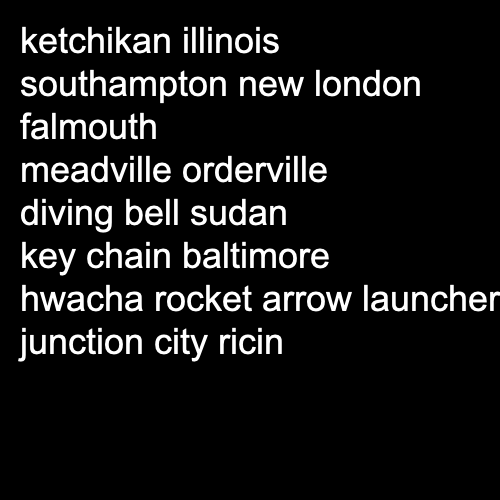 ketchikan illinois
southampton new london
falmouth
meadville orderville
diving bell sudan
key chain baltimore
hwacha rocket arrow launcher
junction city ricin